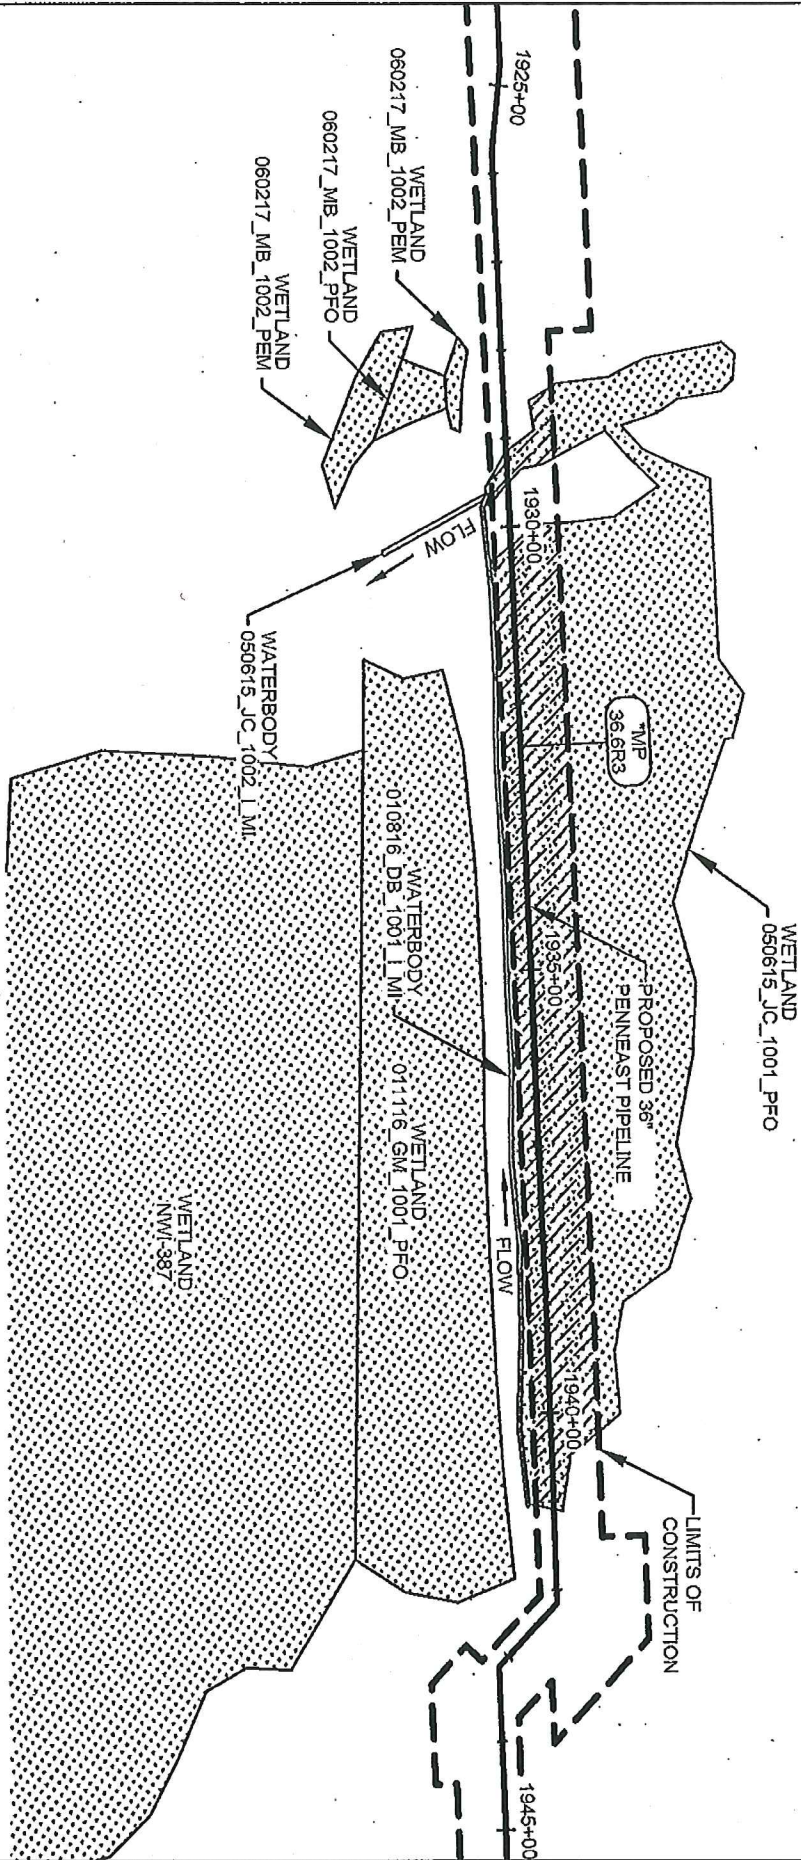 1925+00
WETLAND
060217_MB_1002_PEM
WETLAND
060217_MB_1002_PFO
WETLAND
060217_MB_1002_PEM
1930+00
FLOW
WATERBODY
050615_JC_1002_I_MI
"MP
36.6R3
WETLAND
050615_JC_1001_PFO
PROPOSED 36"
PENNEAST PIPELINE
1935+00
WATERBODY
010816_DB_1001_I_MI
WETLAND
011116_GM_1001_PFO
FLOW
WETLAND
NWI-387
1940+00
LIMITS OF
CONSTRUCTION
1945+00